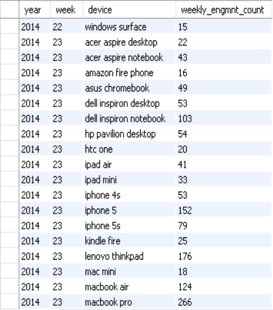 year week device weekly_engmnt_count
2014 22 windows surface 15
2014 23 acer aspire desktop 22
2014 23 acer aspire notebook 43
2014 23 amazon fire phone 16
2014 23 asus chromebook 49
2014 23 dell inspiron desktop 53
2014 23 dell inspiron notebook 103
2014 23 hp pavilion desktop 54
2014 23 htc one 20
2014 23 ipad air 41
2014 23 ipad mini 33
2014 23 iphone 4s 53
2014 23 iphone 5 152
2014 23 iphone 5s 79
2014 23 kindle fire 25
2014 23 lenovo thinkpad 176
2014 23 mac mini 18
2014 23 macbook air 124
2014 23 macbook pro 266